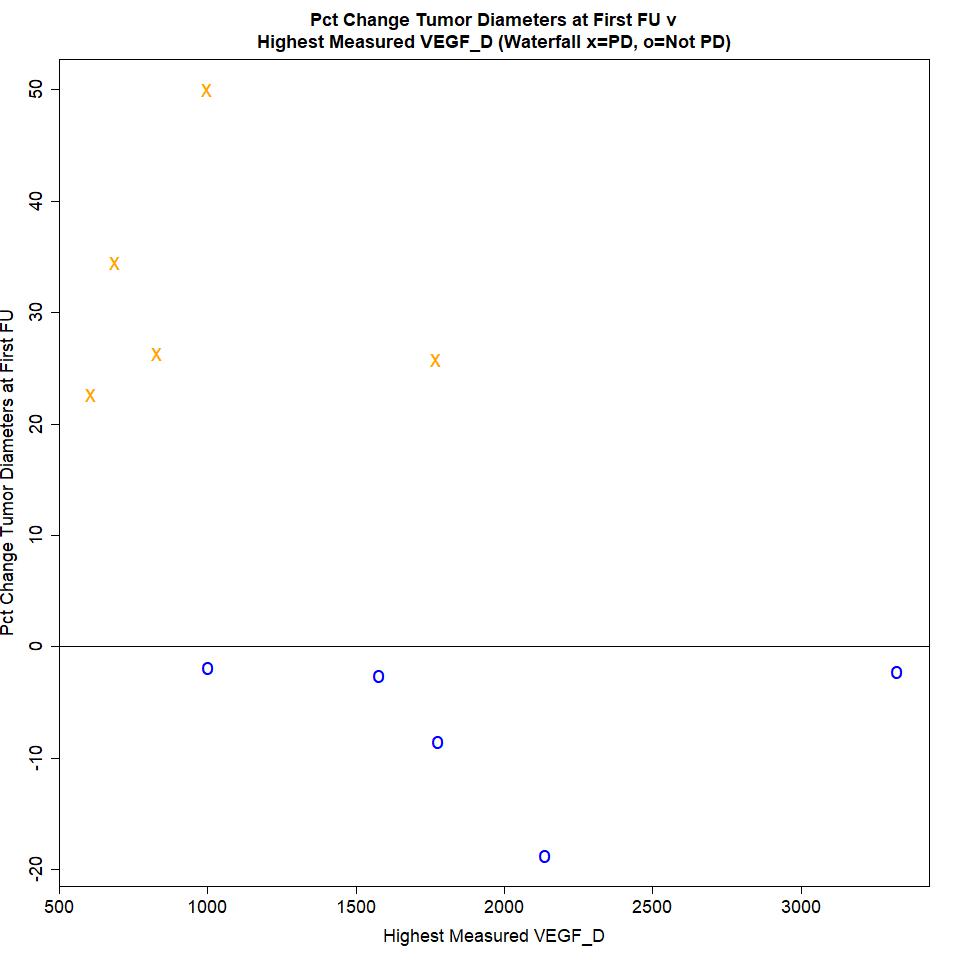 Pct Change Tumor Diameters at First FU v
Highest Measured VEGF_D (Waterfall x=PD, o=Not PD)
Pct Change Tumor Diameters at First FU
50
40
30
20
10
0
-10
-20
X
X
X
X
X
O
O
O
O
O
500 1000 1500 2000 2500 3000
Highest Measured VEGF_D